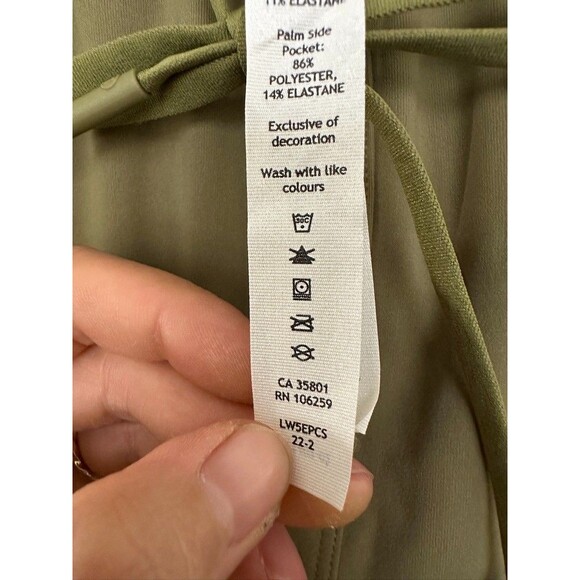 11% ELASTANE
Palm Side
Pocket:
86%
POLYESTER,
14% ELASTANE
Exclusive of
decoration
Wash with like
colours
30C
CA 35801
RN 106259
LW5EPCS
22-2